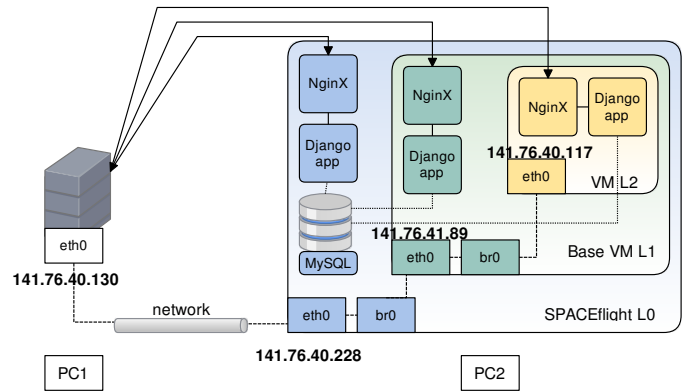 NginX
NginX
NginX
Django
app
Django
app
Django
app
141.76.40.117
eth0
VM L2
eth0
141.76.40.130
MySQL
141.76.41.89
eth0
br0
Base VM L1
network
eth0
br0
SPACEflight L0
141.76.40.228
PC1
PC2